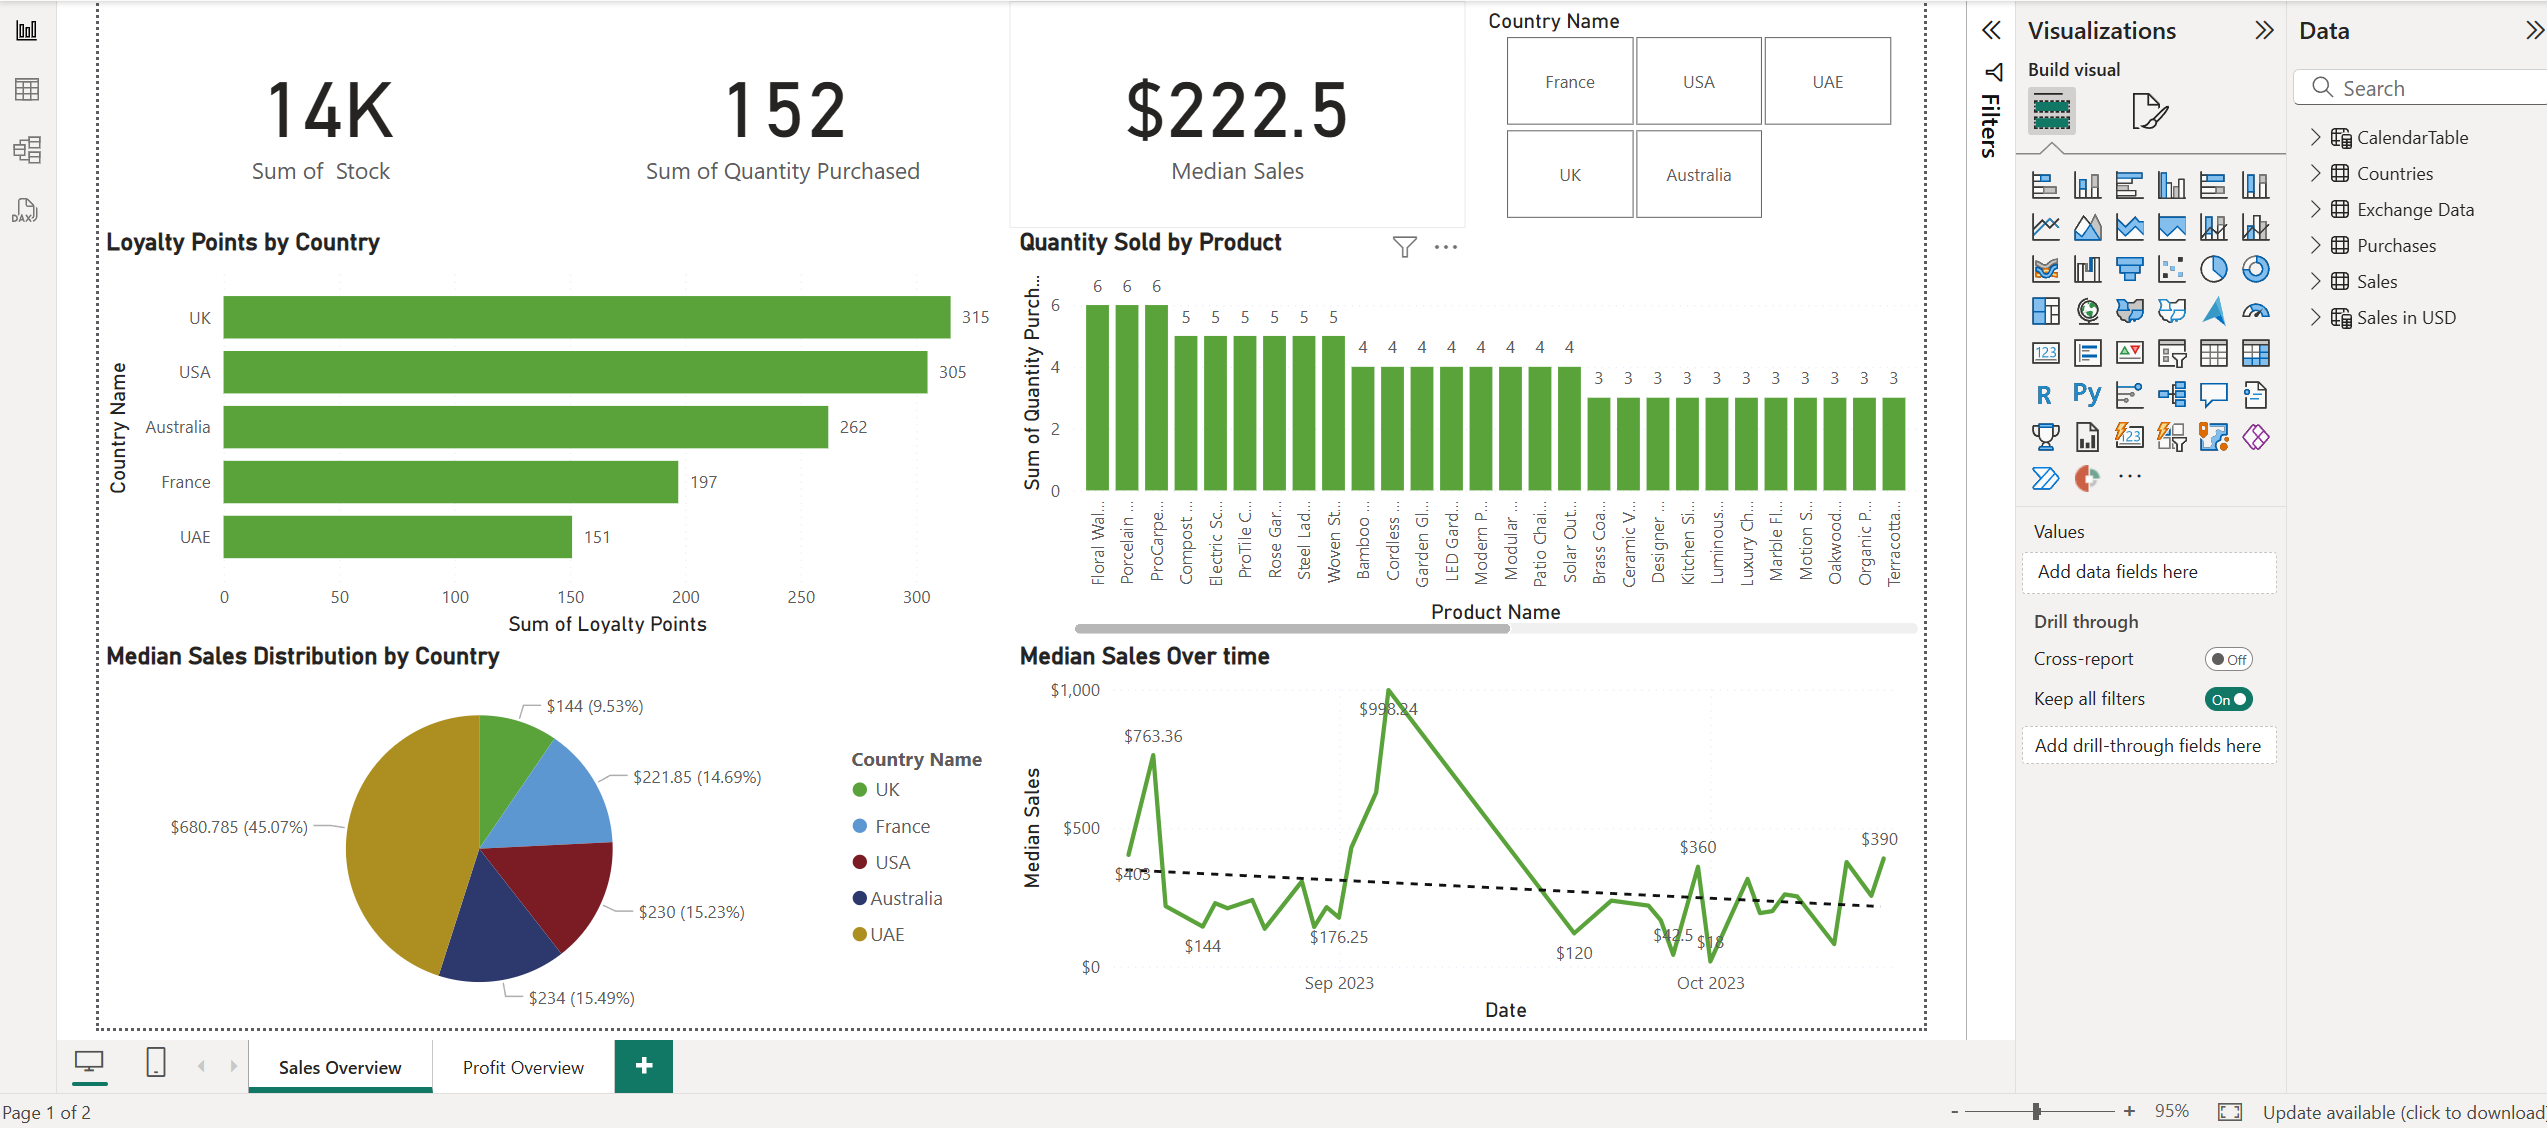 14K
Sum of  Stock
152
Sum of Quantity Purchased
$222.5
Median Sales
Country Name
France
USA
UAE
UK
Australia
Loyalty Points by Country
Country Name
UK
315
USA
305
Australia
262
France
197
UAE
151
0
50
100
150
200
250
300
Sum of Loyalty Points
Quantity Sold by Product
Sum of Quantity Purch...
6
4
2
0
6 6 6 5 5 5 5 5 5 4 4 4 4 4 4 4 4 3 3 3 3 3 3 3 3 3 3 3
Floral Wal...
Porcelain ...
ProCarpe...
Compost ...
Electric Sc...
ProTile C...
Rose Gar...
Steel Lad...
Woven St...
Bamboo ...
Cordless ...
Garden Gl...
LED Gard...
Modern P...
Modular ...
Patio Chai...
Solar Out...
Brass Coa...
Ceramic V...
Designer ...
Kitchen Si...
Luminous...
Luxury Ch...
Marble Fl...
Motion S...
Oakwood...
Organic P...
Terracotta...
Product Name
Median Sales Distribution by Country
$144 (9.53%)
$221.85 (14.69%)
$680.785 (45.07%)
$230 (15.23%)
$234 (15.49%)
Country Name
UK
France
USA
Australia
UAE
Median Sales Over time
Median Sales
$1,000
$500
$0
$403
$763.36
$144
$176.25
$998.24
$120
$42.5
$360
$18
$390
Sep 2023
Oct 2023
Date
Filters
Visualizations
Build visual
123
R
Py
123
Values
Add data fields here
Drill through
Cross-report
Off
Keep all filters
On
Add drill-through fields here
Data
Search
CalendarTable
Countries
Exchange Data
Purchases
Sales
Sales in USD
DAX
Sales Overview
Profit Overview
+
Page 1 of 2
- + 95%
Update available (click to download